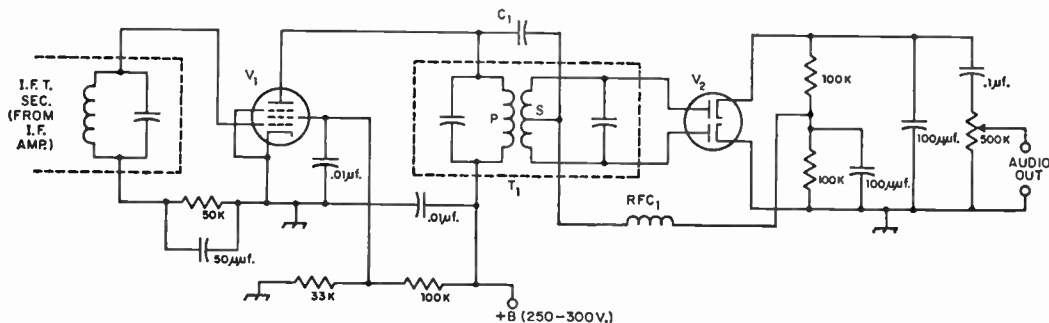 I.F.T.
SEC.
(FROM
I.F.
AMP.)
V1
.01µf.
50K
50µµf.
.01µf.
33K
100K
+B (250-300V.)
C1
P
S
T1
RFC1
V2
100K
100K
100µµf.
100µµf.
.1µf.
500K
AUDIO
OUT